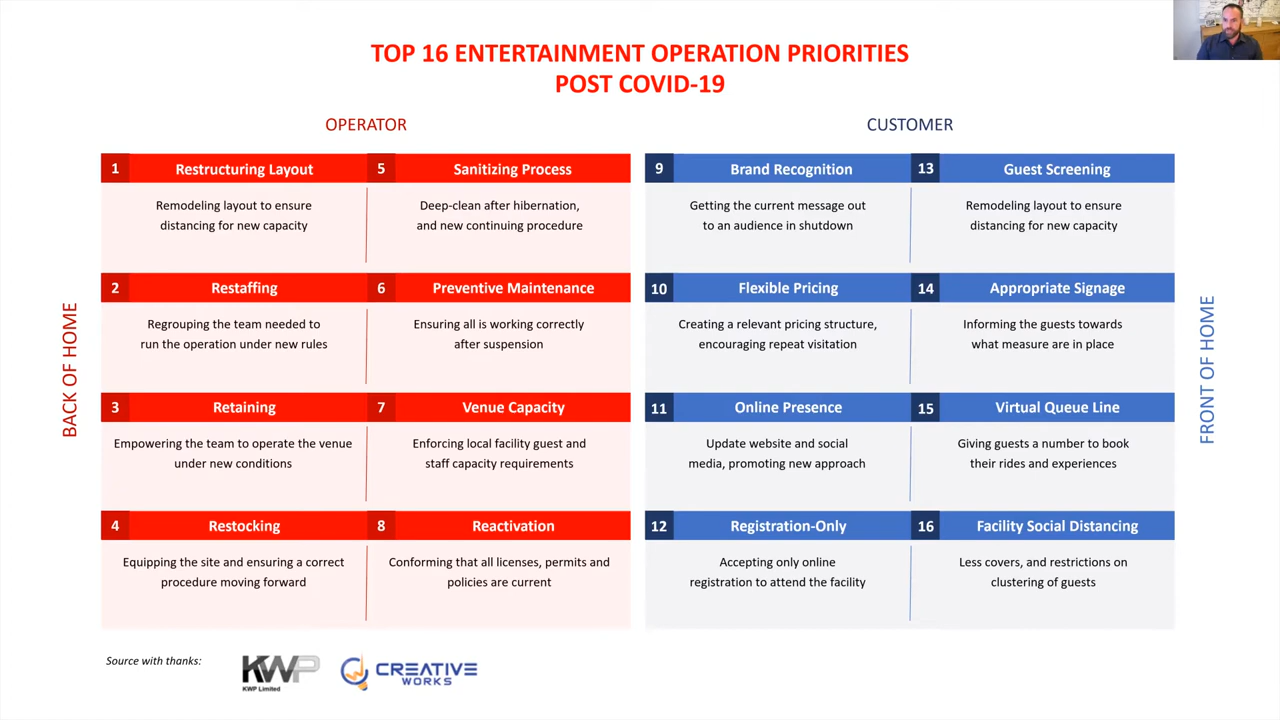 TOP 16 ENTERTAINMENT OPERATION PRIORITIES
POST COVID-19
OPERATOR
CUSTOMER
BACK OF HOME
1 Restructuring Layout
Remodeling layout to ensure
distancing for new capacity
2 Restaffing
Regrouping the team needed to
run the operation under new rules
3 Retaining
Empowering the team to operate the venue
under new conditions
4 Restocking
Equipping the site and ensuring a correct
procedure moving forward
5 Sanitizing Process
Deep-clean after hibernation,
and new continuing procedure
6 Preventive Maintenance
Ensuring all is working correctly
after suspension
7 Venue Capacity
Enforcing local facility guest and
staff capacity requirements
8 Reactivation
Conforming that all licenses, permits and
policies are current
9 Brand Recognition
Getting the current message out
to an audience in shutdown
10 Flexible Pricing
Creating a relevant pricing structure,
encouraging repeat visitation
11 Online Presence
Update website and social
media, promoting new approach
12 Registration-Only
Accepting only online
registration to attend the facility
13 Guest Screening
Remodeling layout to ensure
distancing for new capacity
14 Appropriate Signage
Informing the guests towards
what measure are in place
15 Virtual Queue Line
Giving guests a number to book
their rides and experiences
16 Facility Social Distancing
Less covers, and restrictions on
clustering of guests
FRONT OF HOME
Source with thanks:
KWP
KWP Limited
CREATIVE
WORKS